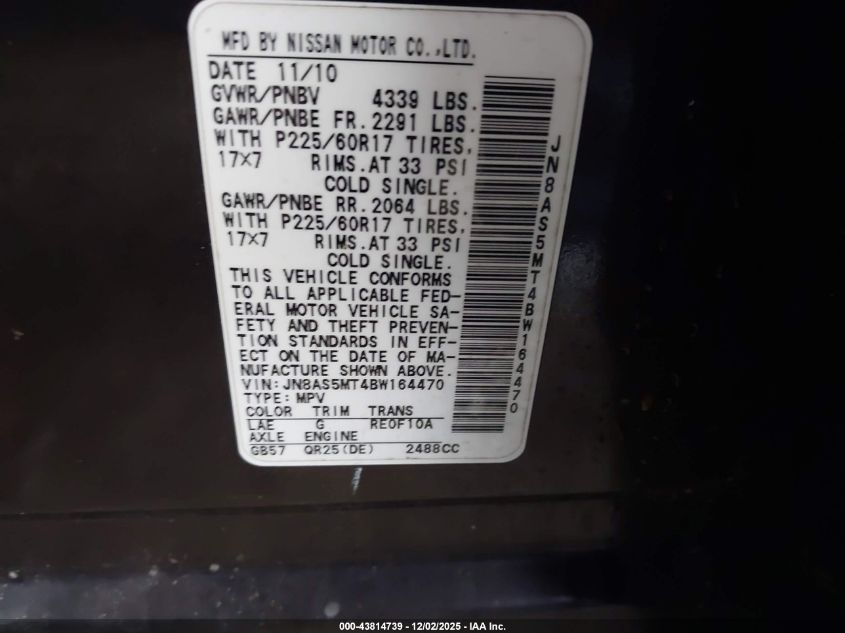 MFD BY NISSAN MOTOR CO.,LTD.
DATE 11/10
GVWR/PNBV 4339 LBS.
GAWR/PNBE FR.2291 LBS.
WITH P225/60R17 TIRES,
17×7 RIMS.AT 33 PSI
COLD SINGLE.
GAWR/PNBE RR.2064 LBS.
WITH P225/60R17 TIRES,
17×7 RIMS.AT 33 PSI
COLD SINGLE.
THIS VEHICLE CONFORMS
TO ALL APPLICABLE FED-
ERAL MOTOR VEHICLE SA-
FETY AND THEFT PREVEN-
TION STANDARDS IN EFF-
ECT ON THE DATE OF MA-
NUFACTURE SHOWN ABOVE.
VIN:JN8AS5MT4BW164470
TYPE:MPV
COLOR TRIM TRANS
LAE G RE0F10A
AXLE ENGINE
GB57 QR25(DE) 2488CC
JN8AS5MT4BW164470
000-43814739 - 12/02/2025 - IAA Inc.